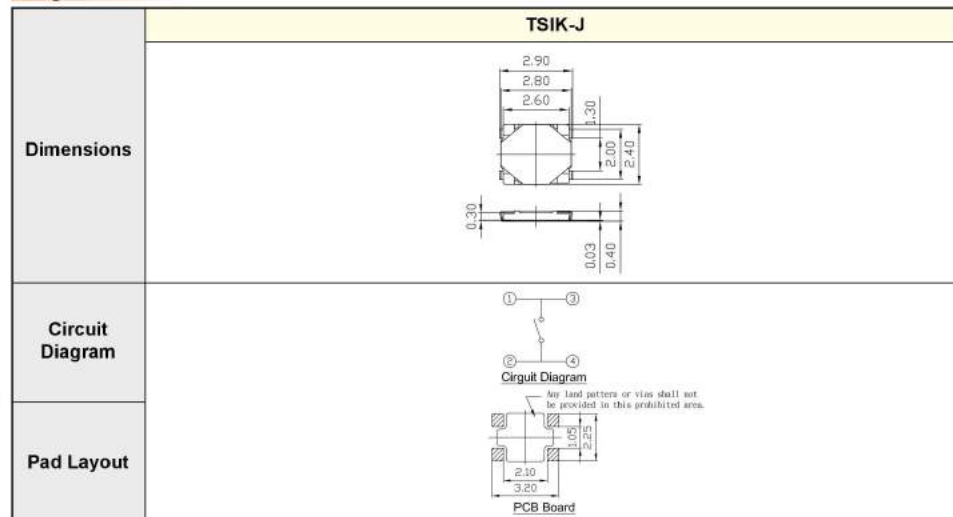 TSIK-J
Dimensions
2.90
2.80
2.60
1.30
2.00
2.40
0.30
0.03
0.40
Circuit
Diagram
① ③
② ④
Cirguit Diagram
Any land pattern or vias shall not
be provided in this prohibited area.
Pad Layout
1.05
2.25
2.10
3.20
PCB Board